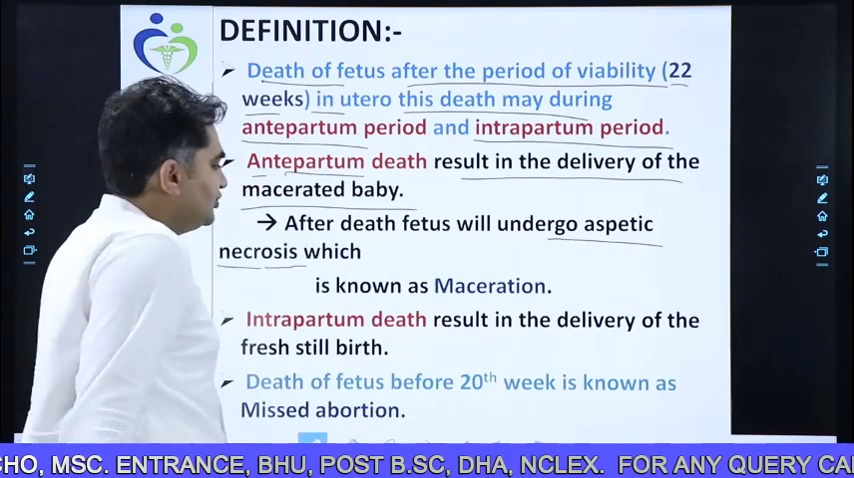 DEFINITION:-
➢ Death of fetus after the period of viability (22
weeks) in utero this death may during
antepartum period and intrapartum period.
➢ Antepartum death result in the delivery of the
macerated baby.
→ After death fetus will undergo aspetic
necrosis which
is known as Maceration.
➢ Intrapartum death result in the delivery of the
fresh still birth.
➢ Death of fetus before 20th week is known as
Missed abortion.
CHO, MSC. ENTRANCE, BHU, POST B.SC, DHA, NCLEX. FOR ANY QUERY